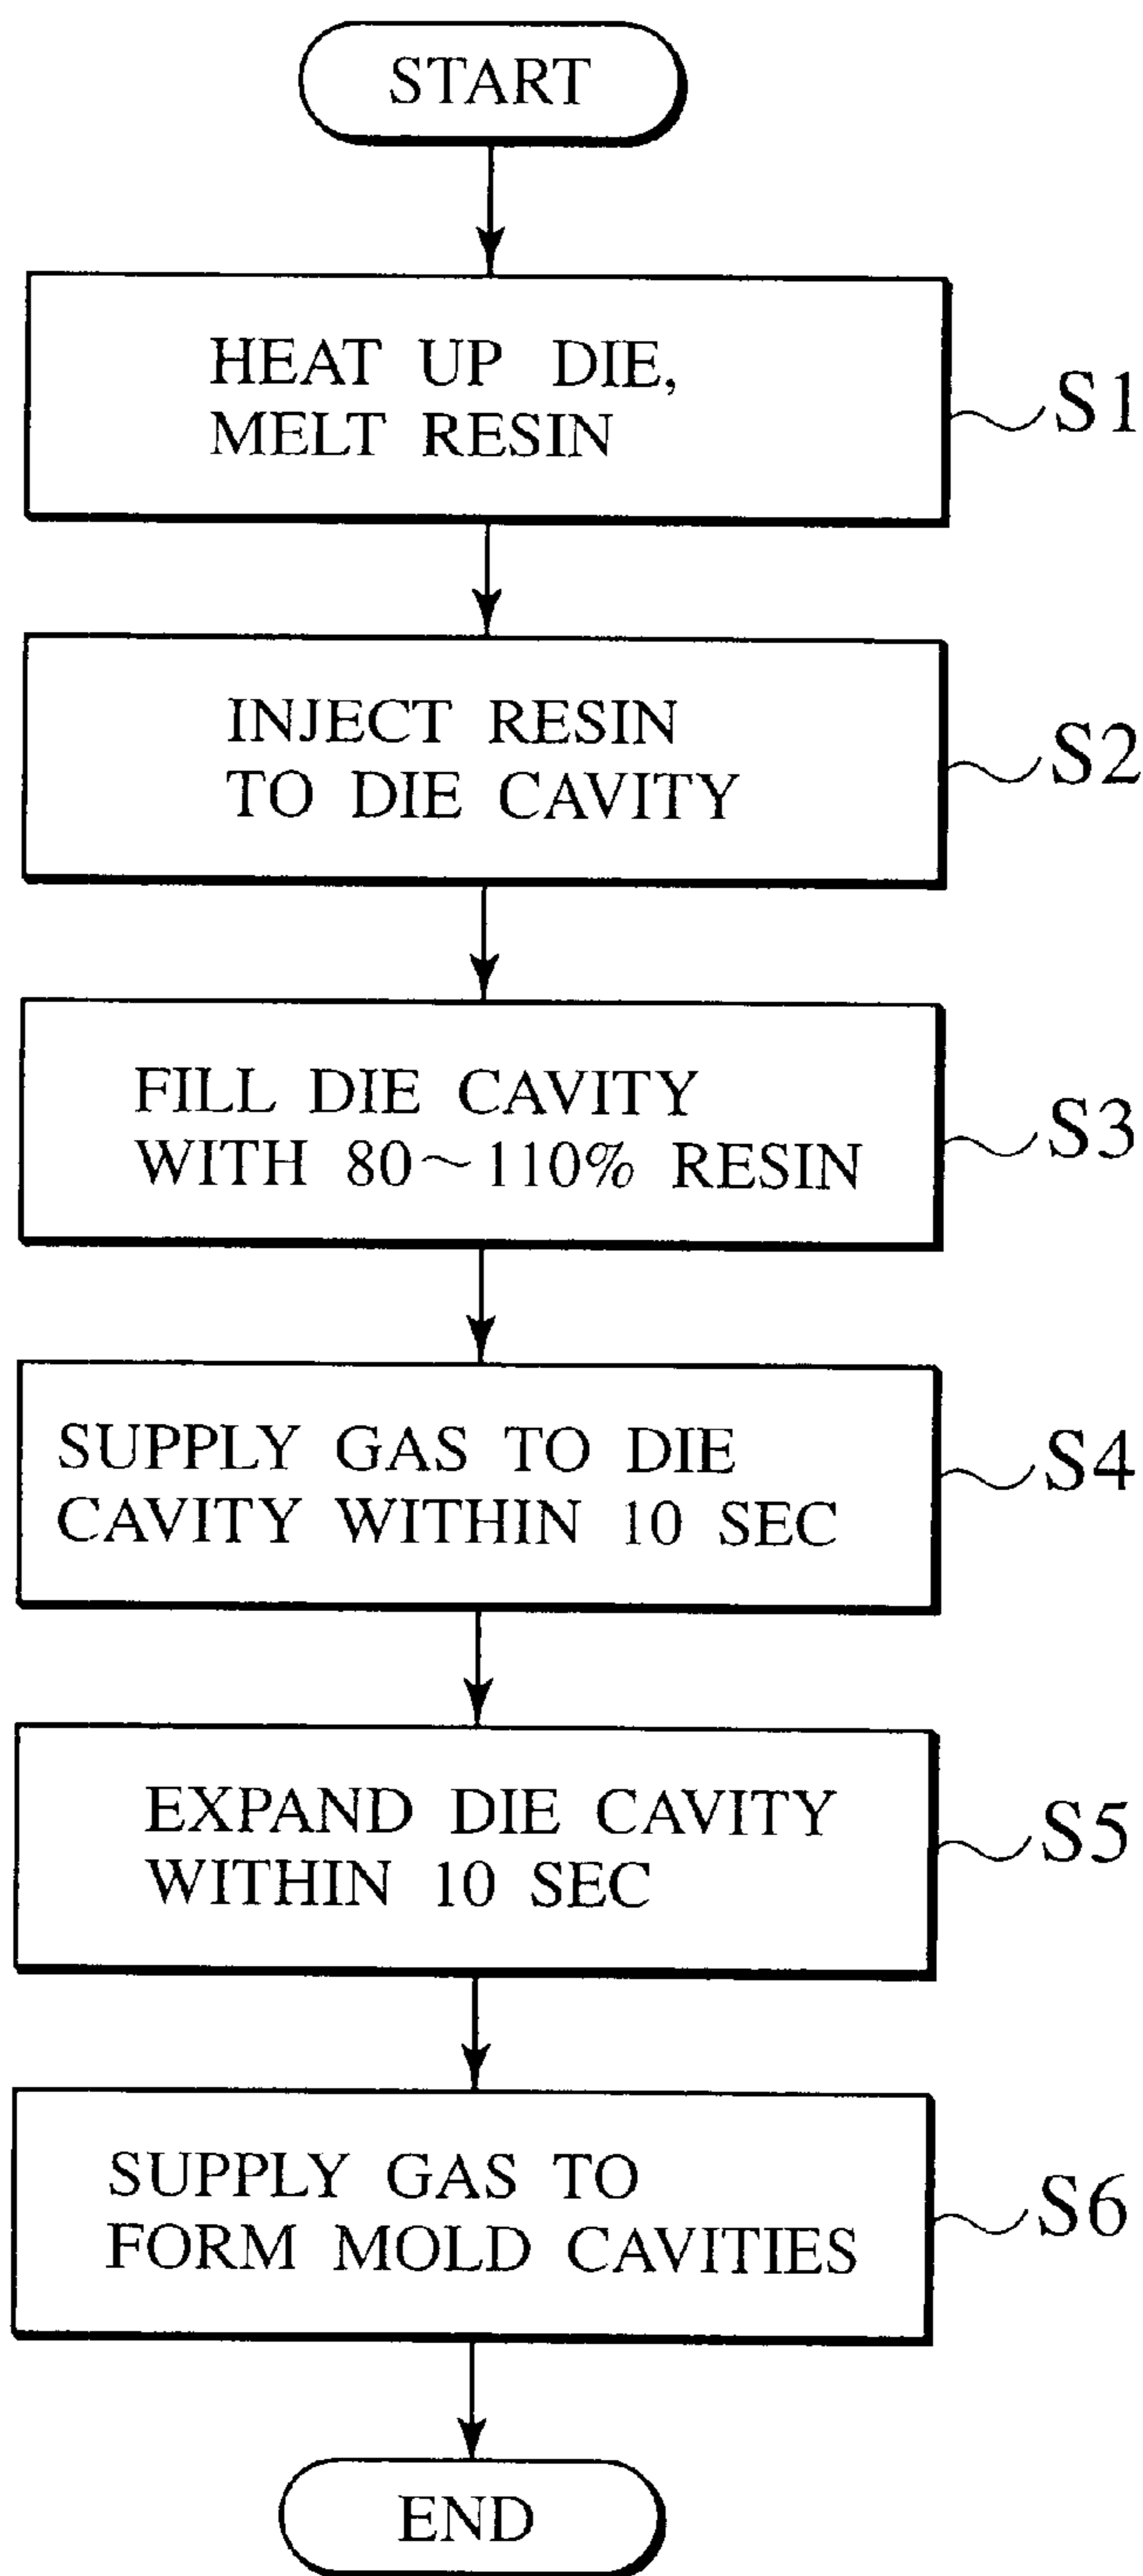 START
HEAT UP DIE,
MELT RESIN
S1
INJECT RESIN
TO DIE CAVITY
S2
FILL DIE CAVITY
WITH 80~110% RESIN
S3
SUPPLY GAS TO DIE
CAVITY WITHIN 10 SEC
S4
EXPAND DIE CAVITY
WITHIN 10 SEC
S5
SUPPLY GAS TO
FORM MOLD CAVITIES
S6
END